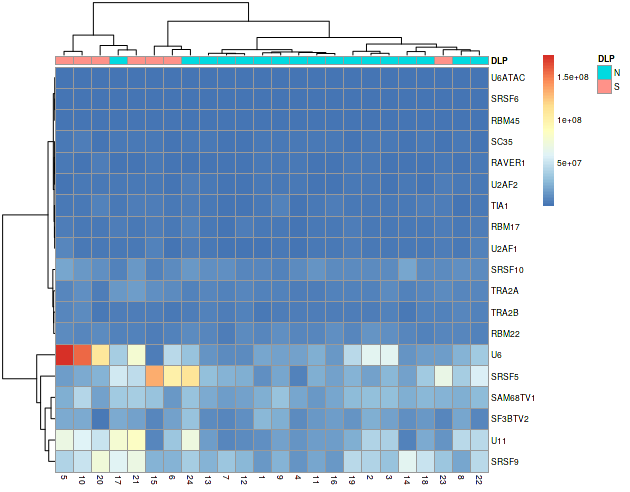 DLP
DLP
N
S
1.5e+08
1e+08
5e+07
U6ATAC
SRSF6
RBM45
SC35
RAVER1
U2AF2
TIA1
RBM17
U2AF1
SRSF10
TRA2A
TRA2B
RBM22
U6
SRSF5
SAM68TV1
SF3BTV2
U11
SRSF9
5 10 20 17 21 15 6 24 13 7 12 1 9 4 11 16 19 2 3 14 18 23 8 22